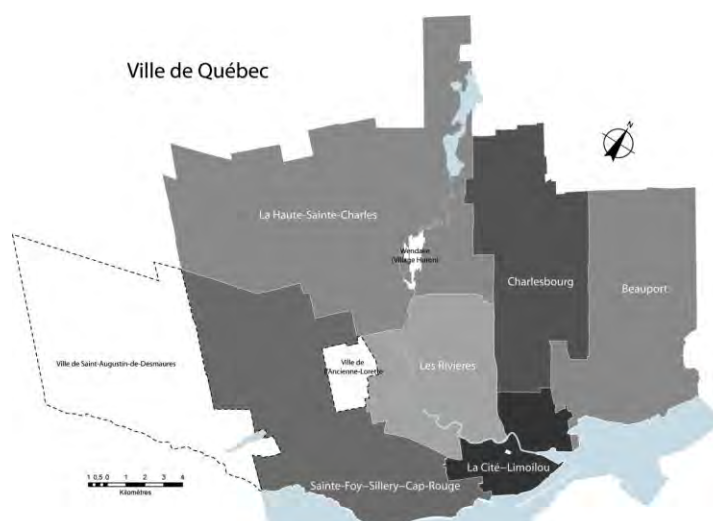 Ville de Québec
N
La Haute-Sainte-Charles
Wendake
(Village Huron)
Charlesbourg
Beauport
Ville de Saint-Augustin-de-Desmaures
Ville de
l'Ancienne-Lorette
Les Rivières
La Cité-Limoilou
Sainte-Foy-Sillery-Cap-Rouge
1 0,5 0 1 2 3 4
Kilomètres